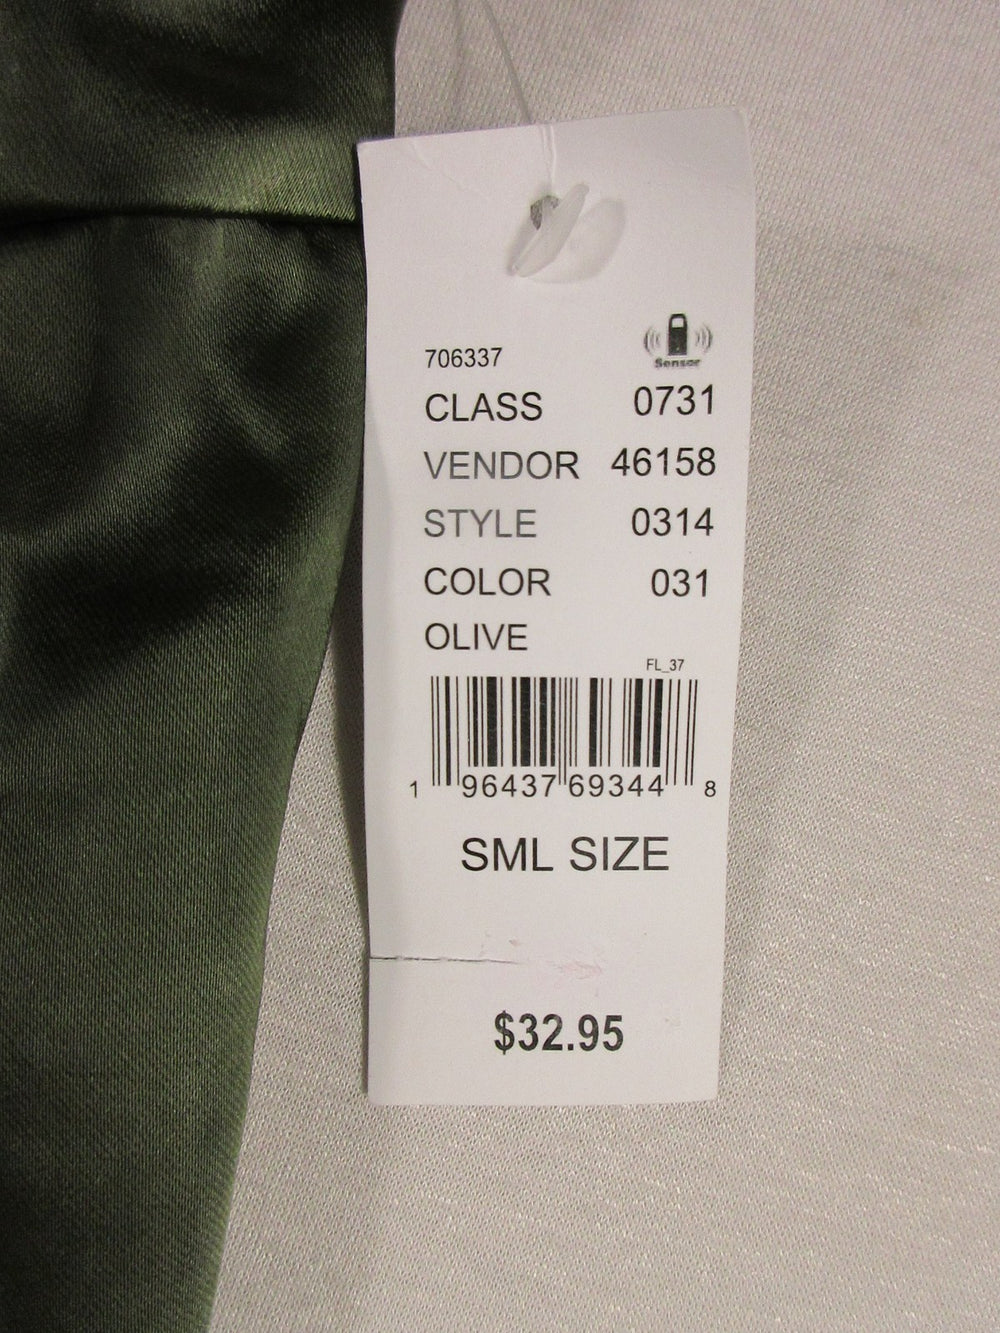 706337
Sensor
CLASS 0731
VENDOR 46158
STYLE 0314
COLOR 031
OLIVE
FL_37
1 96437 69344 8
SML SIZE
$32.95